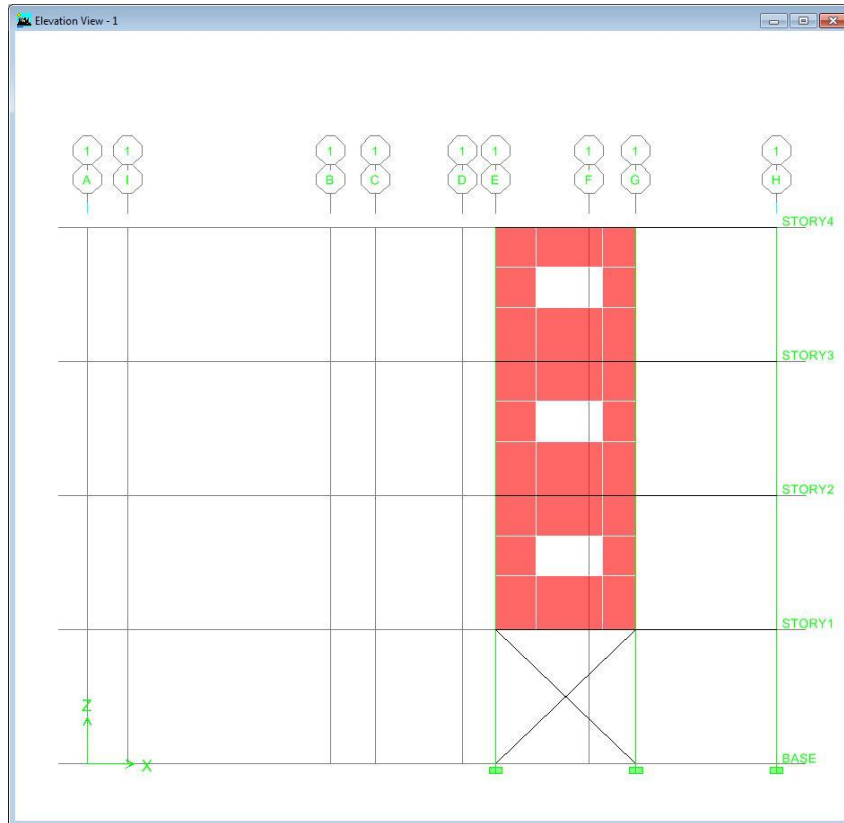 Elevation View - 1
1 1 1 1 1 1 1 1 1
A I B C D E F G H
STORY4
STORY3
STORY2
STORY1
Z
X
BASE